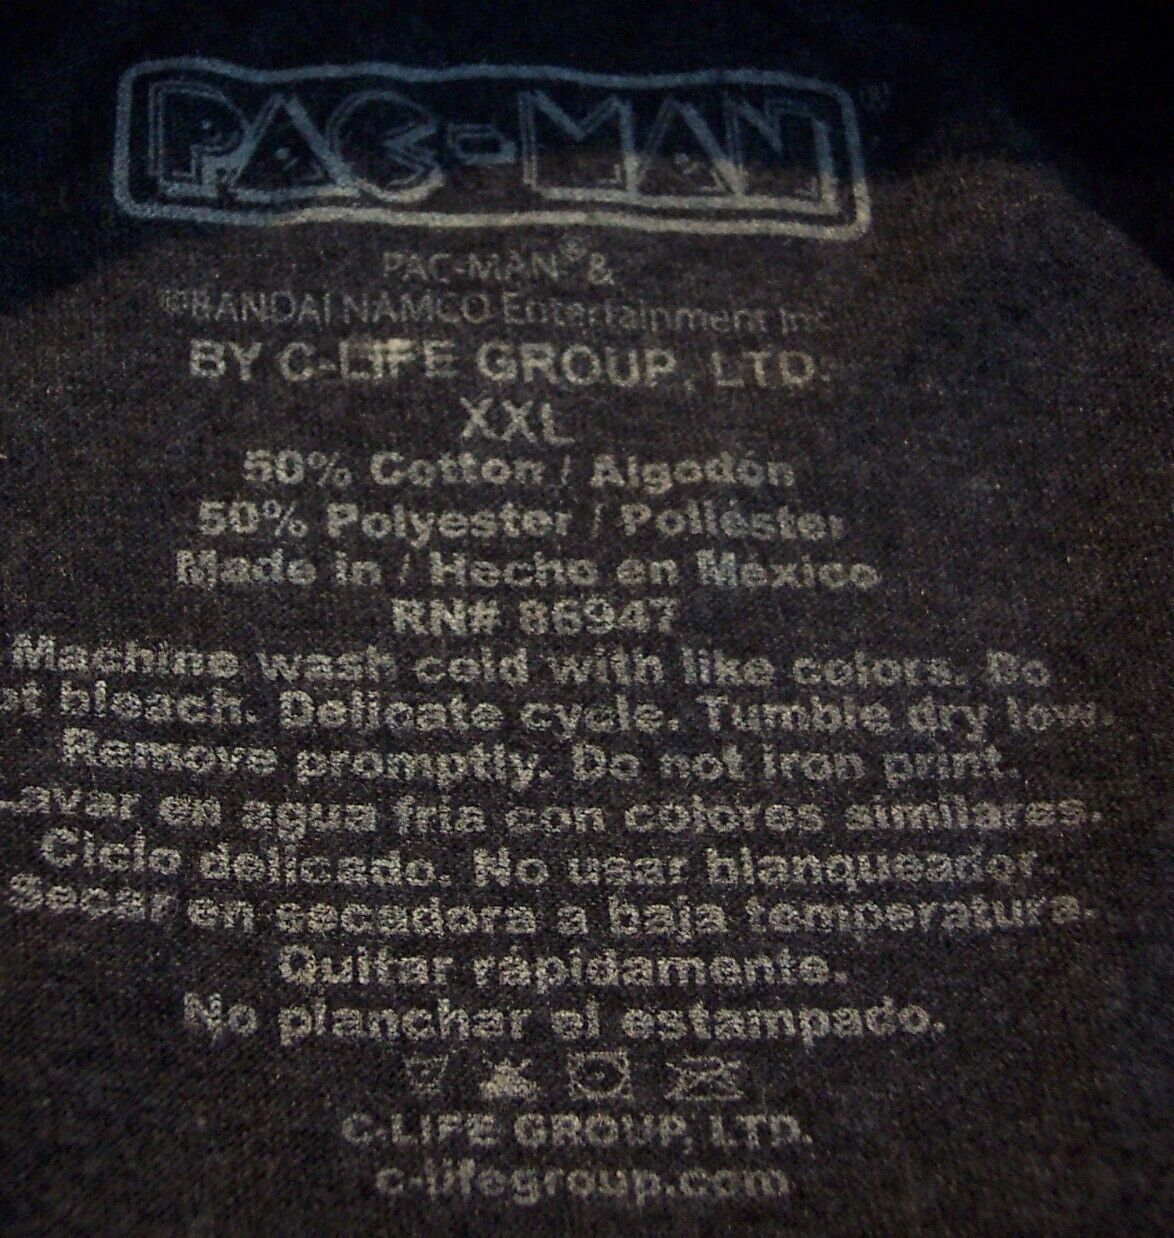 PAC-MAN®
PAC-MAN® &
©BANDAI NAMCO Entertainment Inc.
BY C-LIFE GROUP, LTD.
XXL
50% Cotton / Algodón
50% Polyester / Poliéster
Made in / Hecho en México
RN# 86947
Machine wash cold with like colors. Do
ot bleach. Delicate cycle. Tumble dry low.
Remove promptly. Do not iron print.
Lavar en agua fria con colores similares.
Ciclo delicado. No usar blanqueador
Secar en secadora a baja temperatura.
Quitar rápidamente.
No planchar el estampado.
C-LIFE GROUP, LTD.
c-lifegroup.com